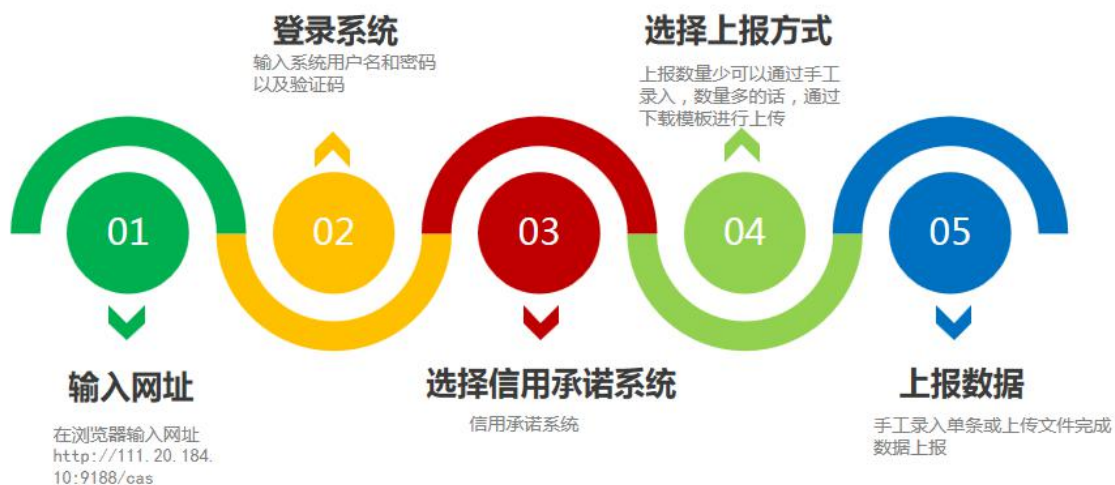 01
输入网址
在浏览器输入网址
http://111.20.184.
10:9188/cas
登录系统
输入系统用户名和密码
以及验证码
02
03
选择信用承诺系统
信用承诺系统
选择上报方式
上报数量少可以通过手工
录入，数量多的话，通过
下载模板进行上传
04
05
上报数据
手工录入单条或上传文件完成
数据上报